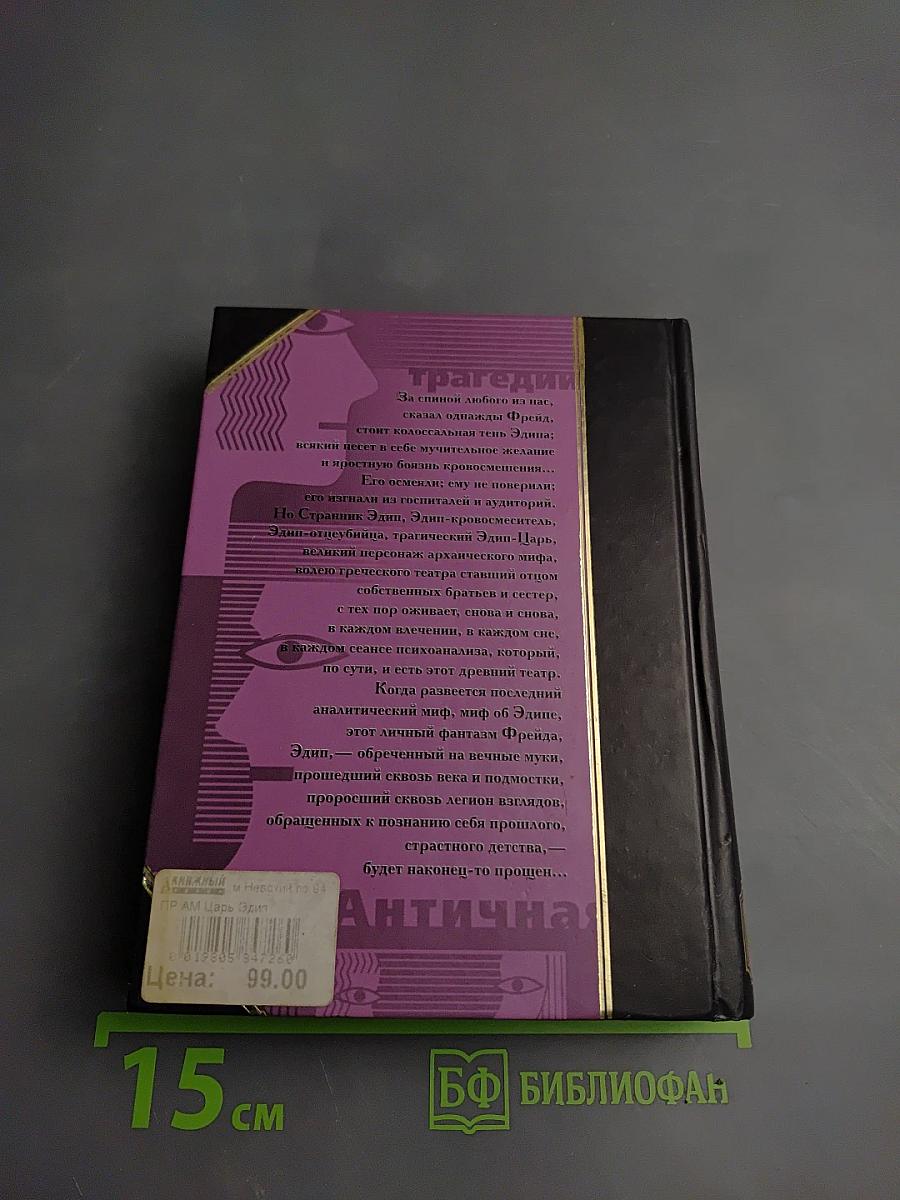 трагедии
За спиной любого из нас,
сказал однажды Фрейд,
стоит колоссальная тень Эдипа;
всякий несет в себе мучительное желание
и яростную боязнь кровосмешения...
Его осмеяли; ему не поверили;
его изгнали из госпиталей и аудиторий.
Но Странник Эдип, Эдип-кровосмеситель,
Эдип-отцеубийца, трагический Эдип-Царь,
великий персонаж архаического мифа,
волею греческого театра ставший отцом
собственных братьев и сестер,
с тех пор оживает, снова и снова,
в каждом влечении, в каждом сне,
в каждом сеансе психоанализа, который,
по сути, и есть этот древний театр.
Когда развеется последний
аналитический миф, миф об Эдипе,
этот личный фантазм Фрейда,
Эдип,— обреченный на вечные муки,
прошедший сквозь века и подмостки,
проросший сквозь легион взглядов,
обращенных к познанию себя прошлого,
страстного детства,—
будет наконец-то прощен...
Античная
КНИЖНЫЙ
м Невский пр 94
ПР АМ Царь Эдип
Цена: 99.00
15 см
БФ БИБЛИОФАН